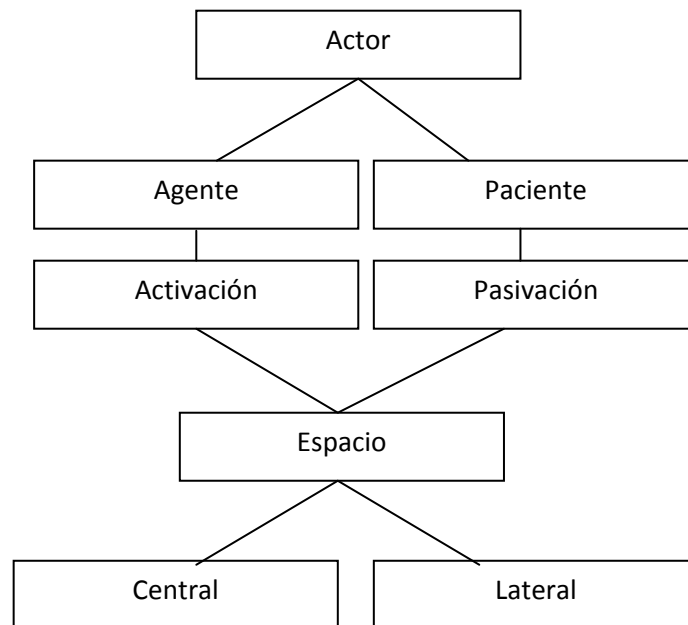 Actor
Agente
Paciente
Activación
Pasivación
Espacio
Central
Lateral